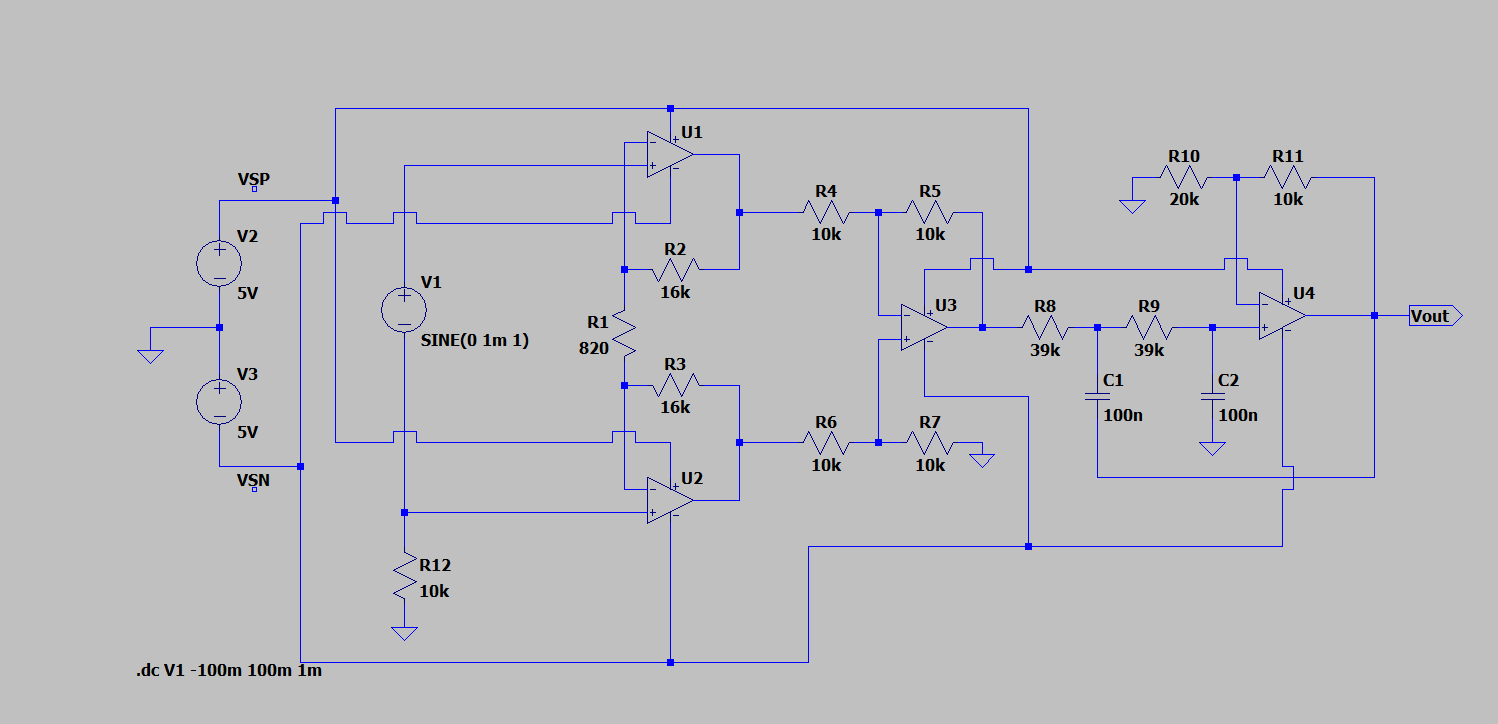 U1
VSP
R4
10k
R5
10k
R10
20k
R11
10k
V2
5V
R2
16k
V1
SINE(0 1m 1)
R1
820
U3
R8
39k
R9
39k
U4
Vout
V3
5V
R3
16k
C1
100n
C2
100n
R6
10k
R7
10k
VSN
U2
R12
10k
.dc V1 -100m 100m 1m